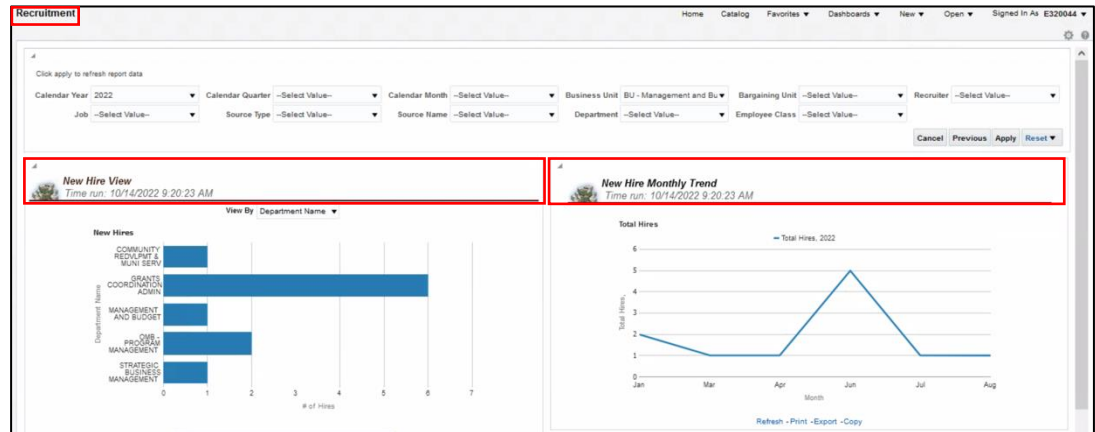 Recruitment
Home Catalog Favorites ▼ Dashboards ▼ New ▼ Open ▼ Signed In As E320044 ▼
Click apply to refresh report data
Calendar Year 2022 Calendar Quarter --Select Value-- Calendar Month --Select Value-- Business Unit BU - Management and Bu Bargaining Unit --Select Value-- Recruiter --Select Value--
Job --Select Value-- Source Type --Select Value-- Source Name --Select Value-- Department --Select Value-- Employee Class --Select Value--
Cancel Previous Apply Reset ▼
New Hire View
Time run: 10/14/2022 9:20:23 AM
View By Department Name
New Hires
COMMUNITY
REDVLPMT &
MUNI SERV
GRANTS
COORDINATION
ADMIN
MANAGEMENT
AND BUDGET
OMB -
PROGRAM
MANAGEMENT
STRATEGIC
BUSINESS
MANAGEMENT
Department Name
0 1 2 3 4 5 6 7
# of Hires
New Hire Monthly Trend
Time run: 10/14/2022 9:20:23 AM
Total Hires
Total Hires, 2022
6
5
4
3
2
1
0
Total Hires,
Jan Mar Apr Jun Jul Aug
Month
Refresh - Print - Export - Copy